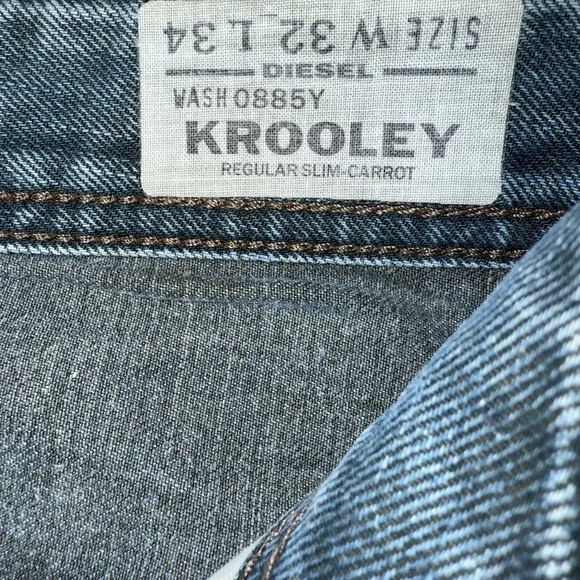 SIZE W 32 L 34
DIESEL
WASH 0885Y
KROOLEY
REGULAR SLIM-CARROT